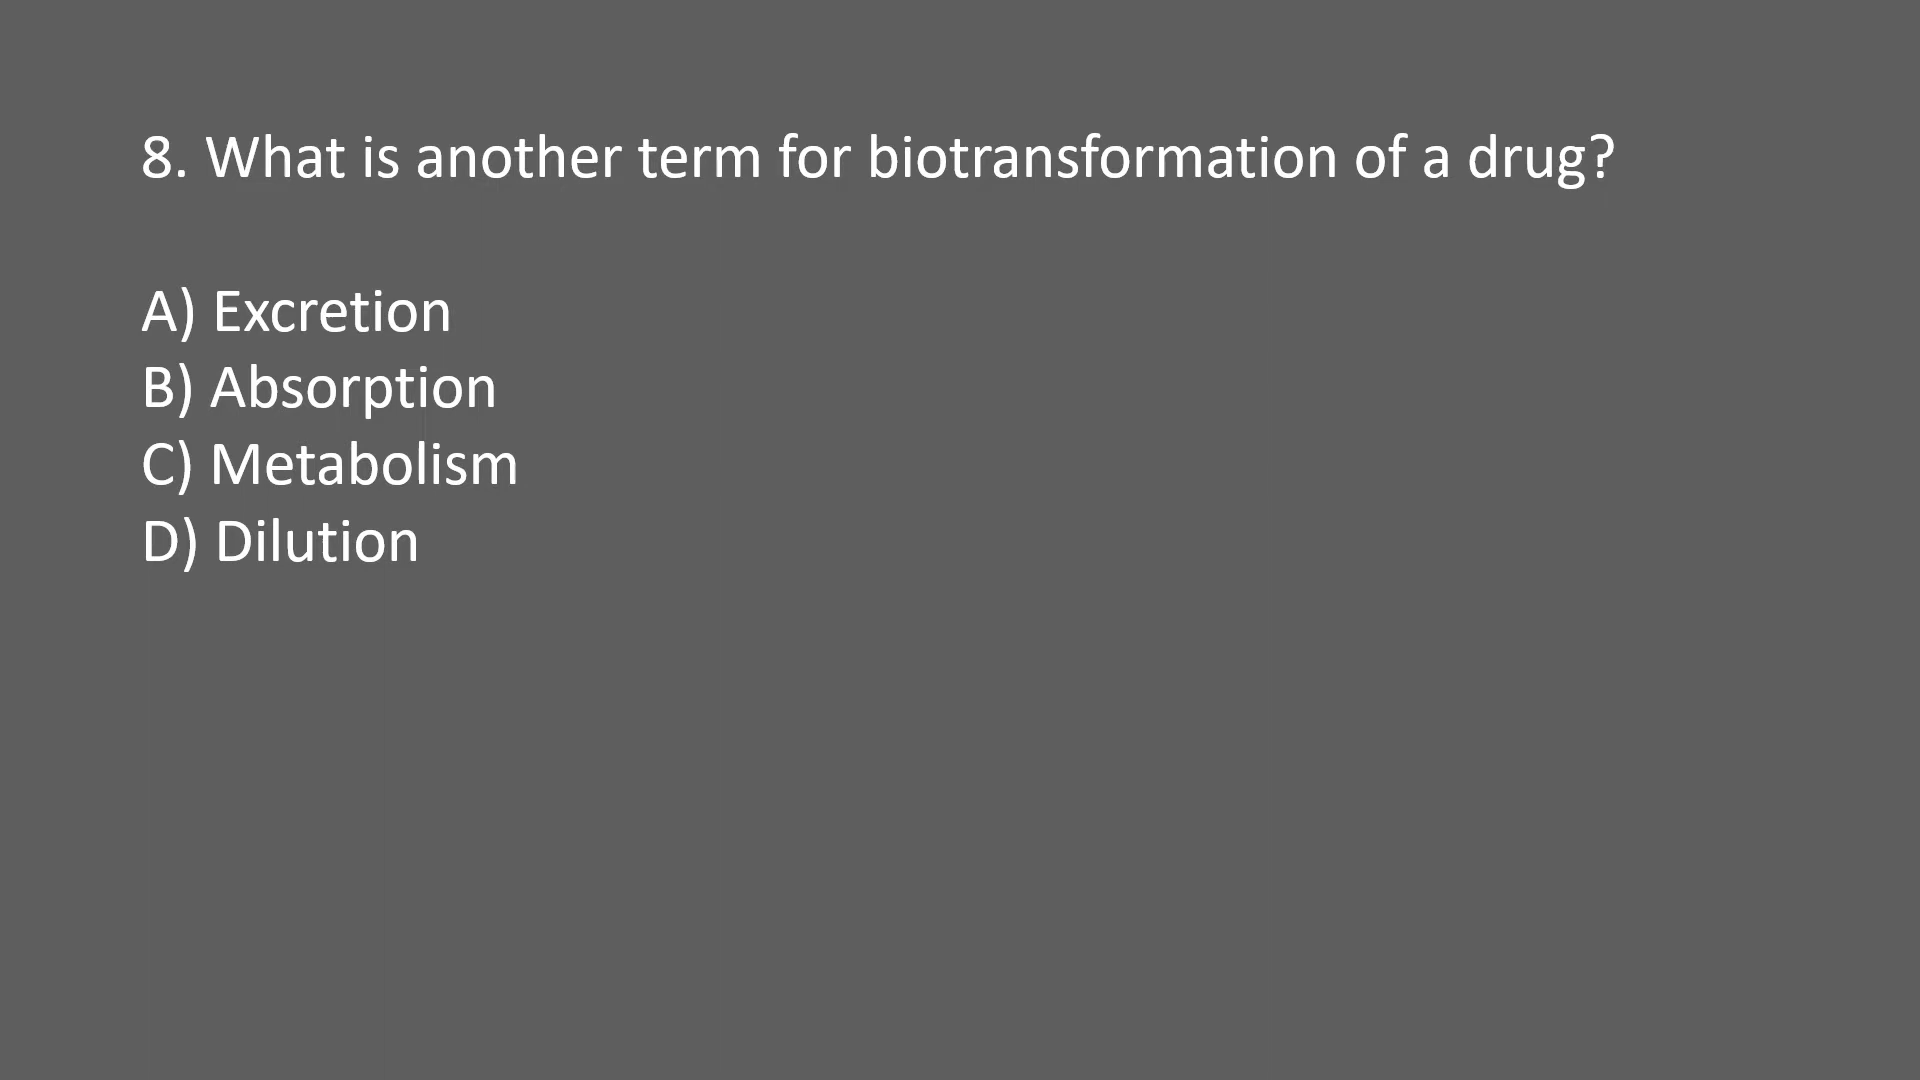 8. What is another term for biotransformation of a drug?
A) Excretion
B) Absorption
C) Metabolism
D) Dilution